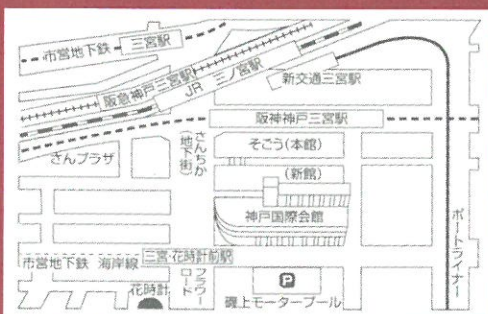 市営地下鉄
三宮駅
阪急神戸三宮駅
JR 三ノ宮駅
新交通三宮駅
阪神神戸三宮駅
さんプラザ
さんちか
(地下街)
そごう(本館)
(新館)
神戸国際会館
ポートライナー
三宮・花時計前駅
市営地下鉄 海岸線
花時計
フラワーロード
P
磯上モータープール